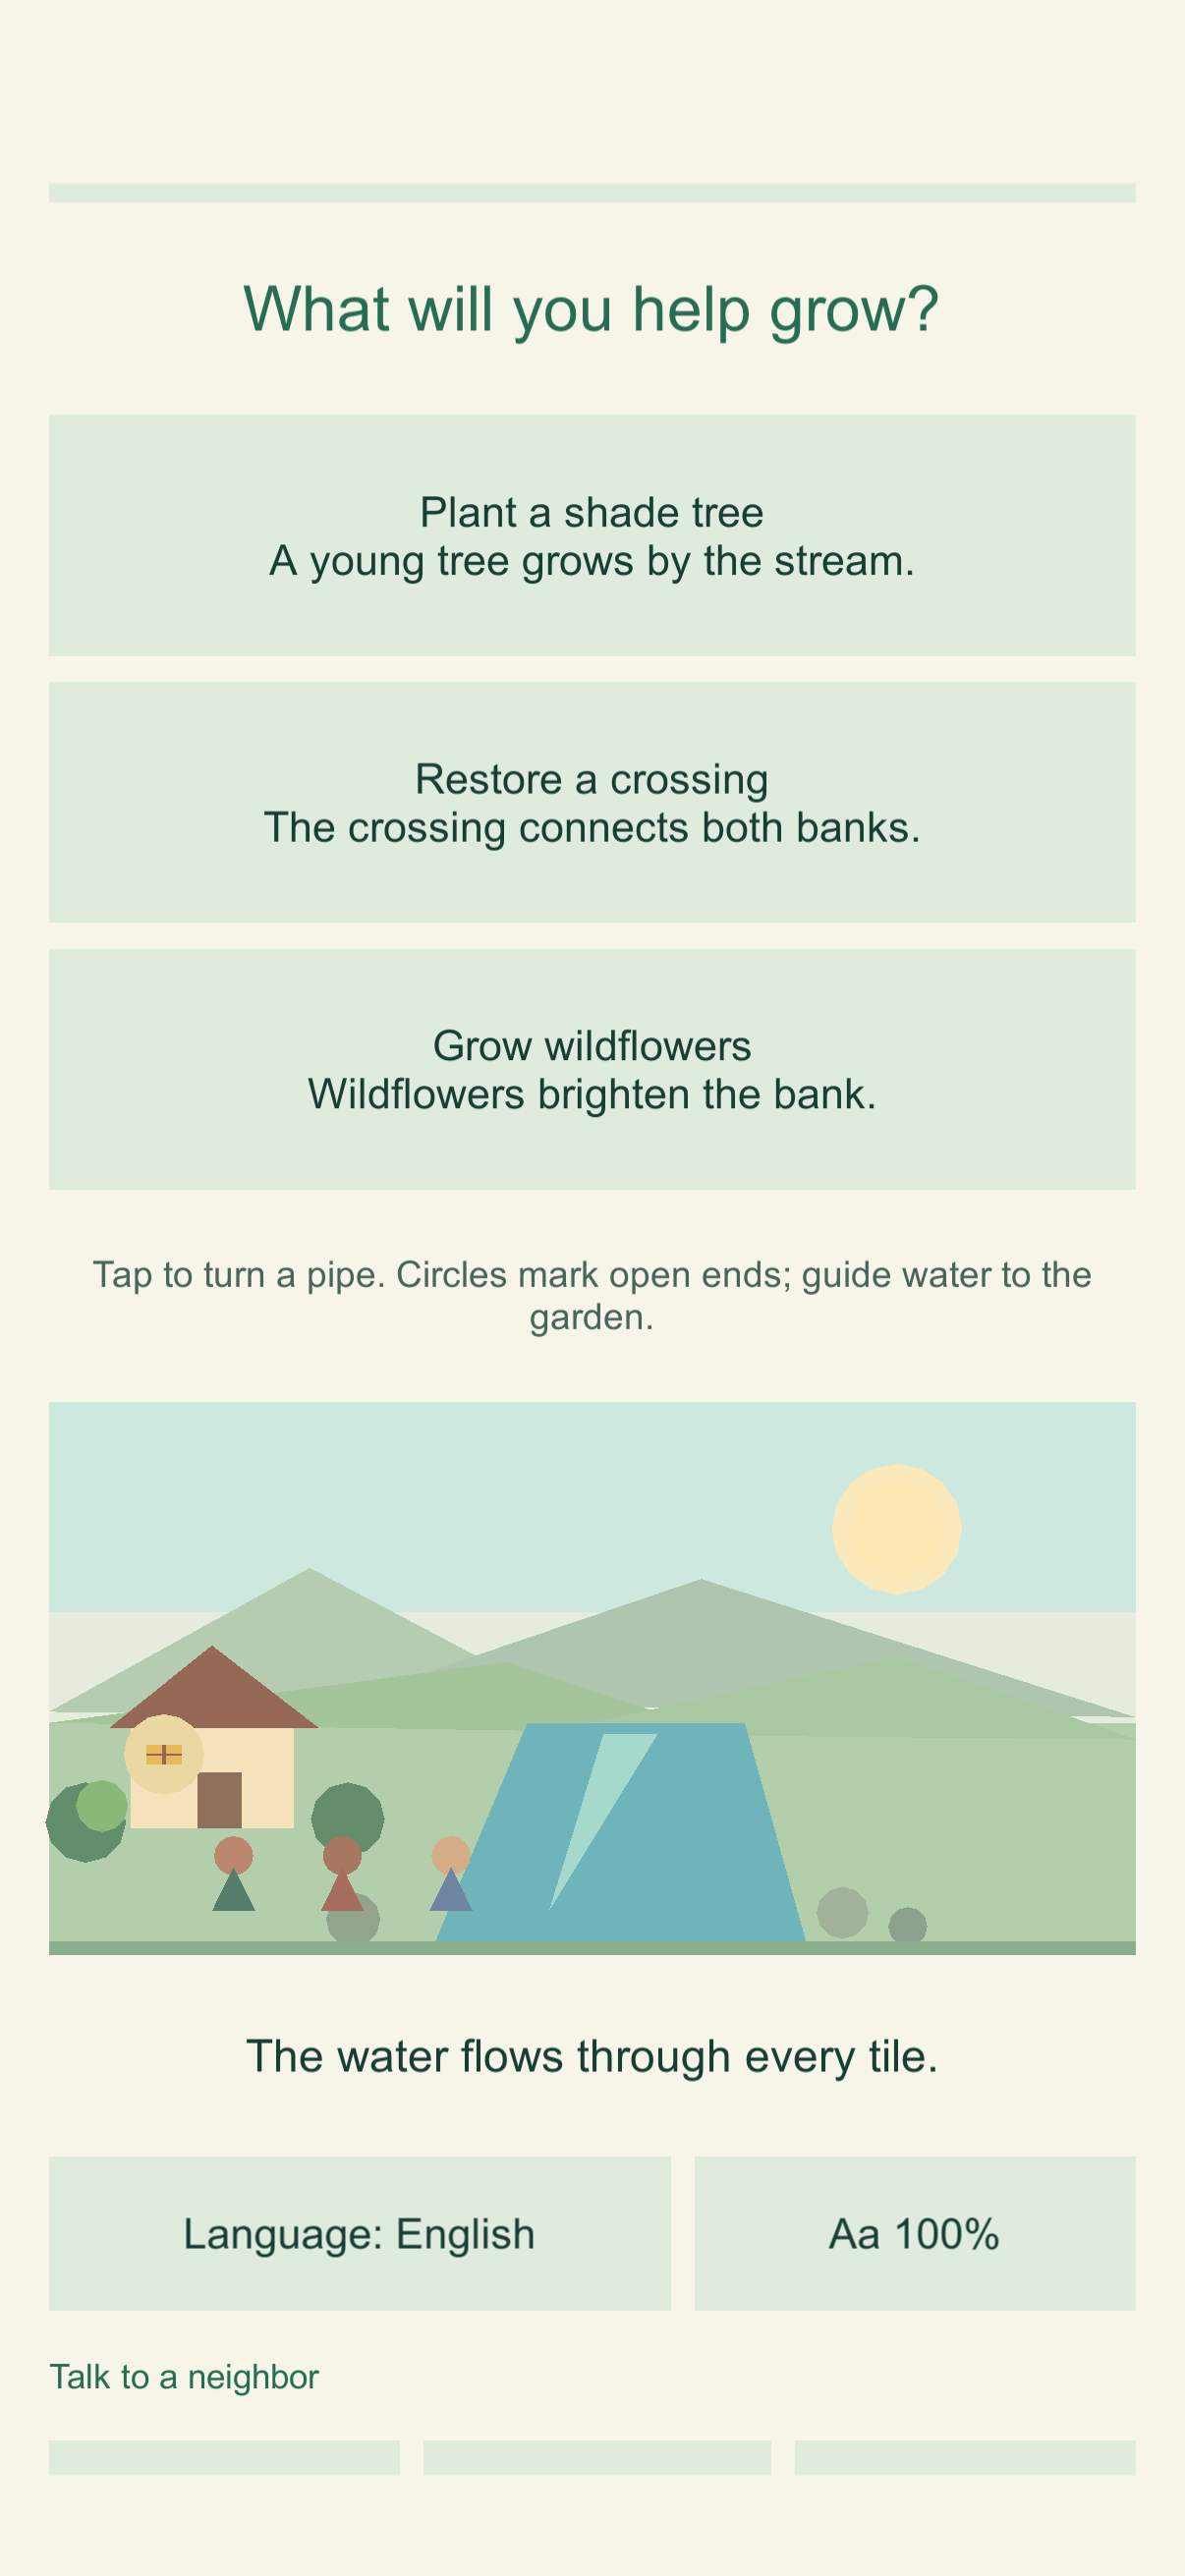 What will you help grow?
Plant a shade tree
A young tree grows by the stream.
Restore a crossing
The crossing connects both banks.
Grow wildflowers
Wildflowers brighten the bank.
Tap to turn a pipe. Circles mark open ends; guide water to the
garden.
The water flows through every tile.
Language: English
Aa 100%
Talk to a neighbor